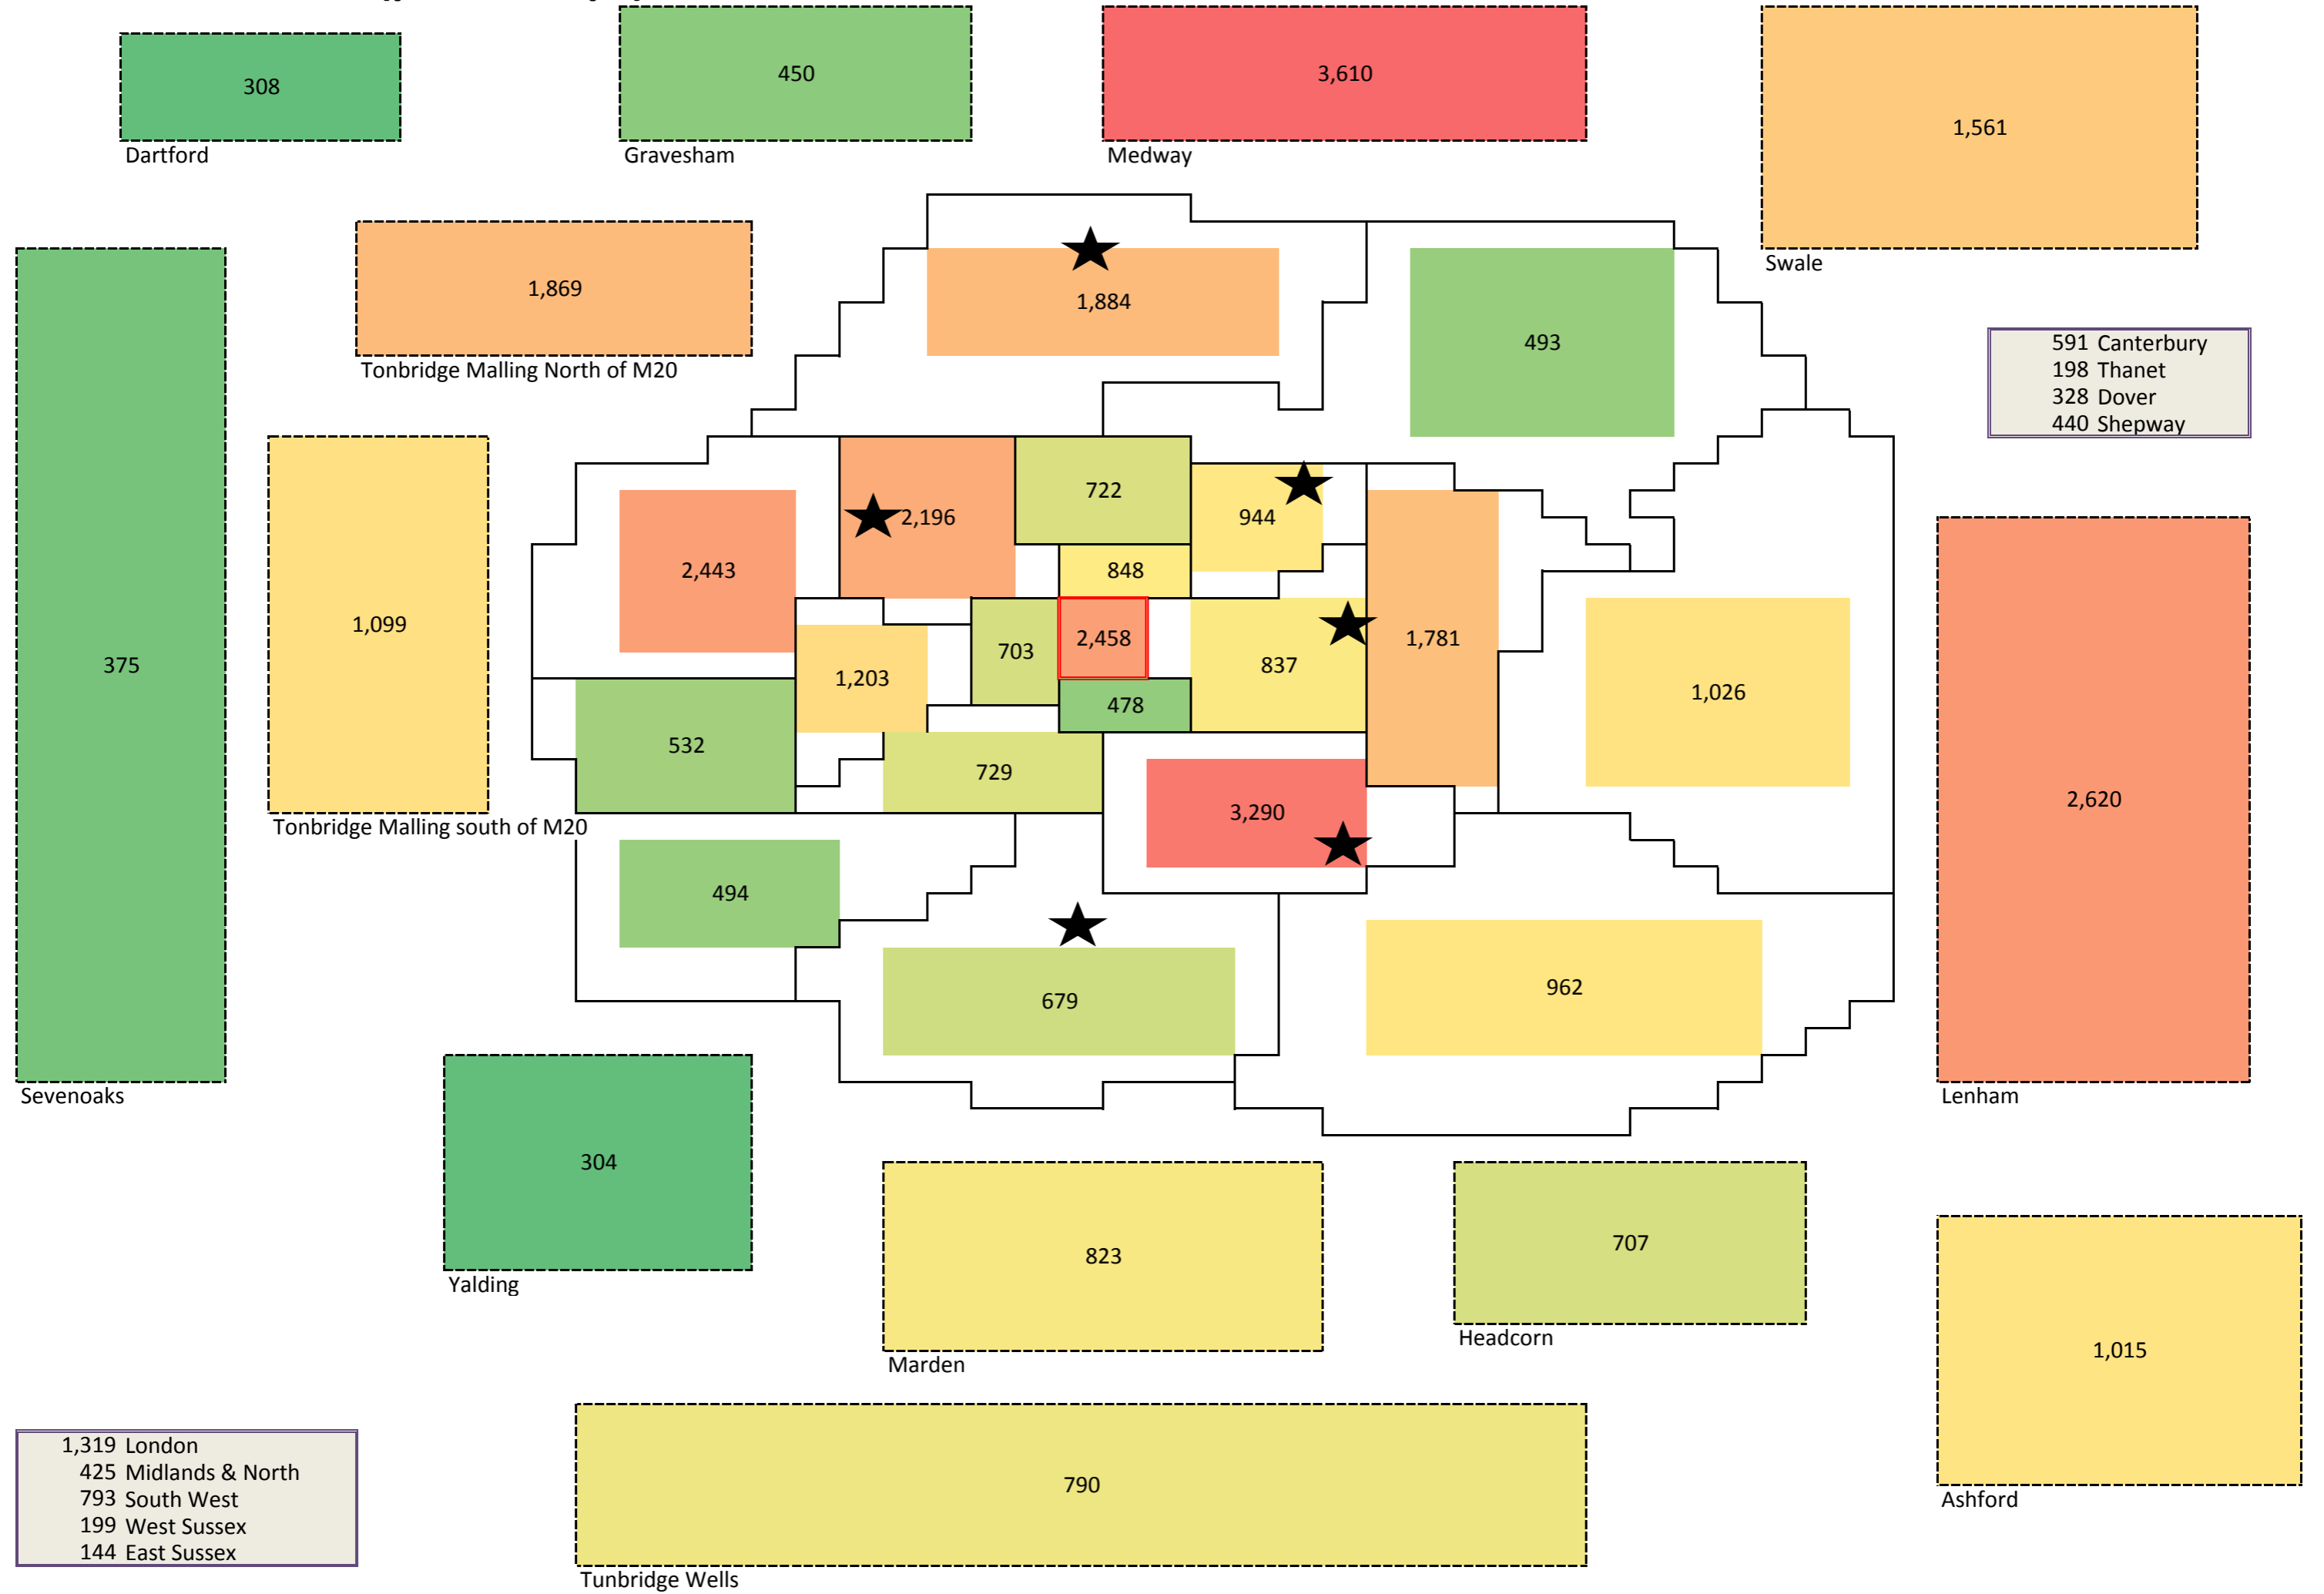 308
Dartford
450
Gravesham
3,610
Medway
1,561
Swale
1,869
Tonbridge Malling North of M20
1,884
493
591 Canterbury
198 Thanet
328 Dover
440 Shepway
375
Sevenoaks
1,099
Tonbridge Malling south of M20
2,443
2,196
722
944
848
1,781
703
2,458
837
1,203
478
1,026
532
729
3,290
2,620
Lenham
494
679
962
304
Yalding
823
Marden
707
Headcorn
1,015
Ashford
1,319 London
425 Midlands & North
793 South West
199 West Sussex
144 East Sussex
790
Tunbridge Wells